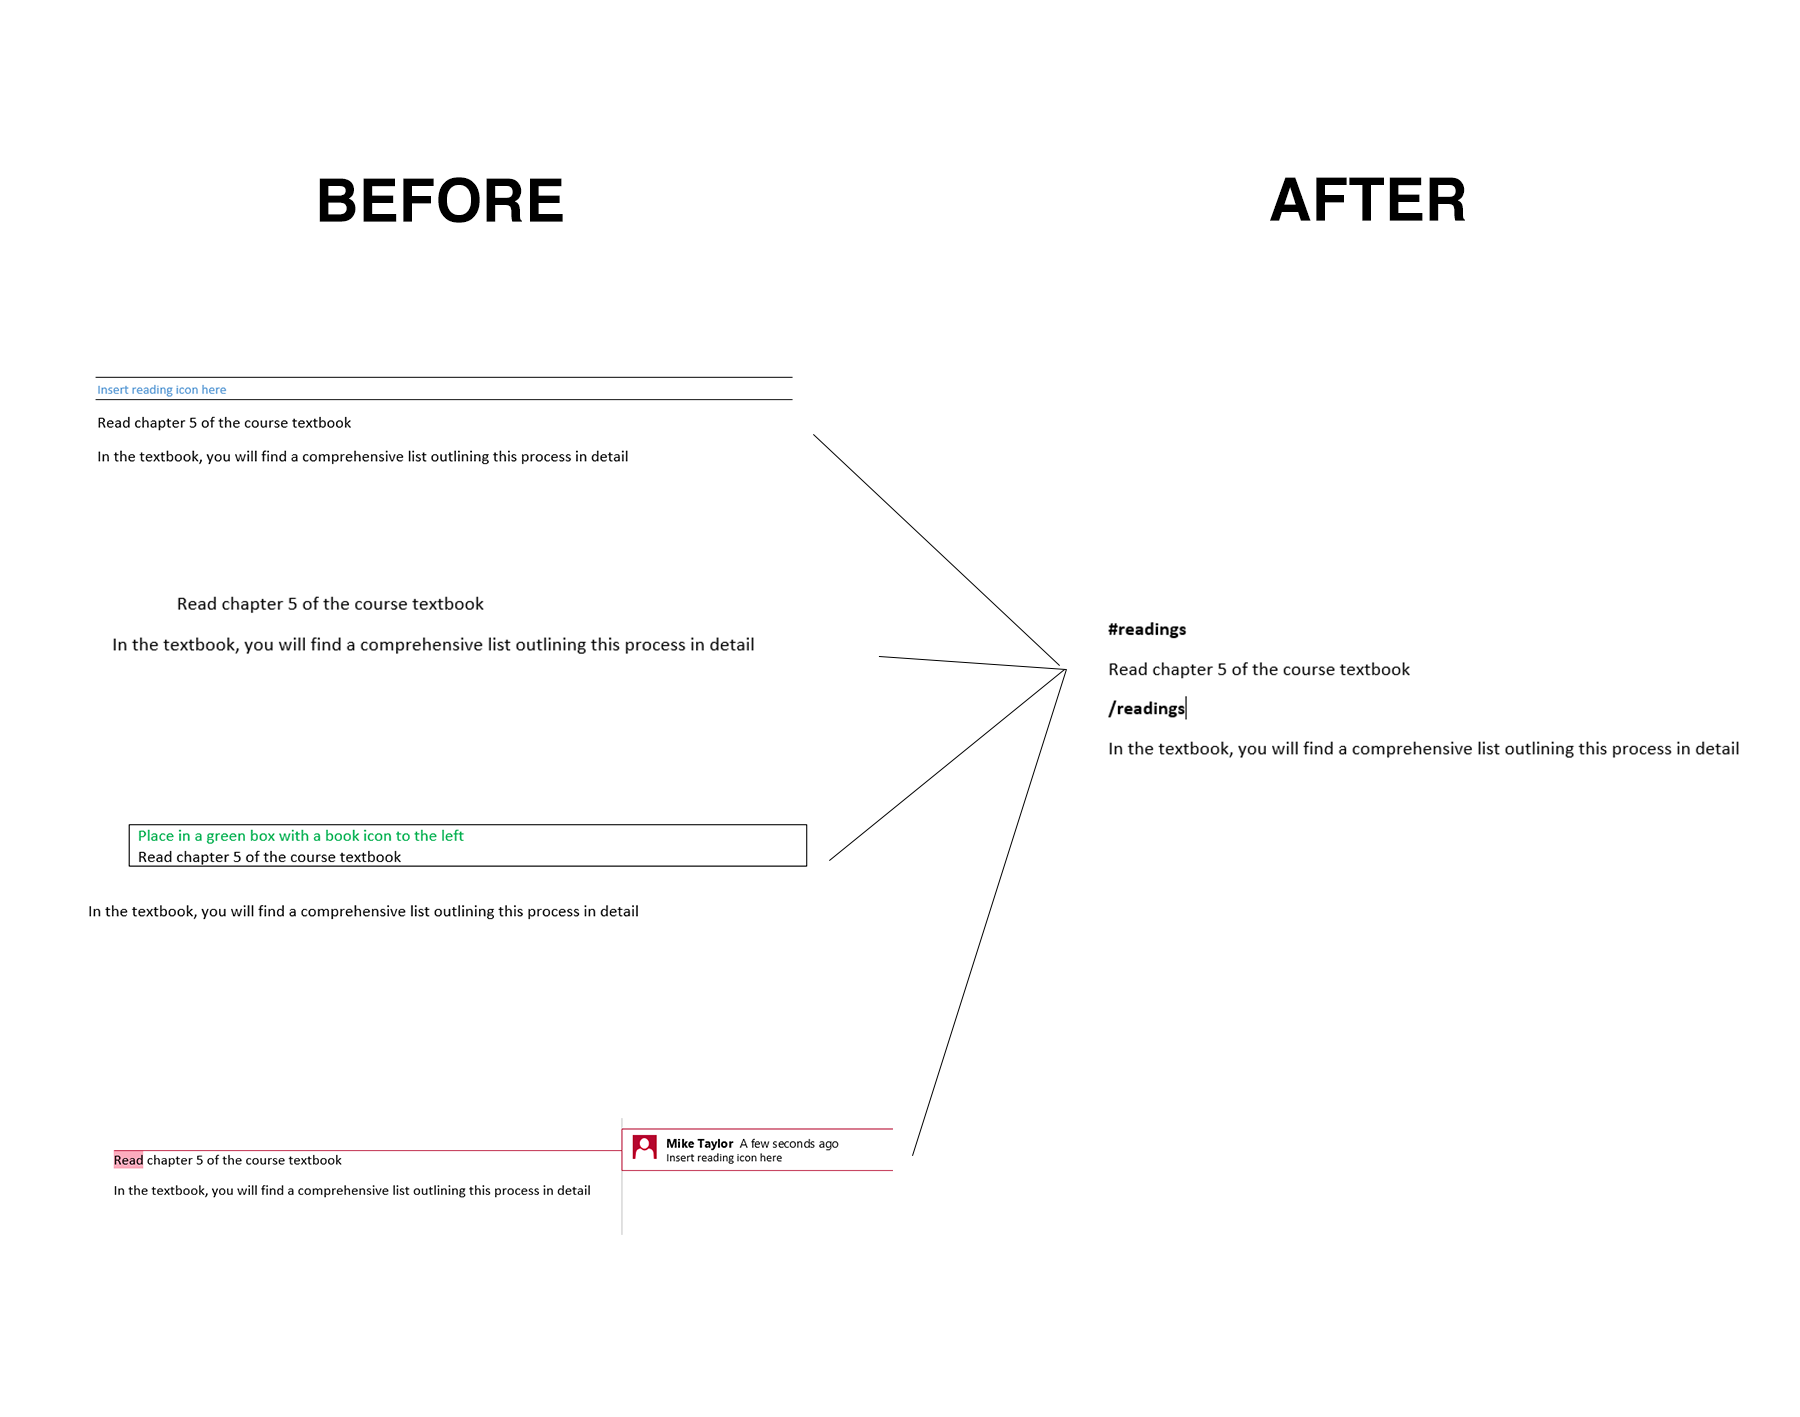 BEFORE
AFTER
Insert reading icon here
Read chapter 5 of the course textbook
In the textbook, you will find a comprehensive list outlining this process in detail
Read chapter 5 of the course textbook
In the textbook, you will find a comprehensive list outlining this process in detail
Place in a green box with a book icon to the left
Read chapter 5 of the course textbook
In the textbook, you will find a comprehensive list outlining this process in detail
Mike Taylor A few seconds ago
Insert reading icon here
Read chapter 5 of the course textbook
In the textbook, you will find a comprehensive list outlining this process in detail
#readings
Read chapter 5 of the course textbook
/readings
In the textbook, you will find a comprehensive list outlining this process in detail